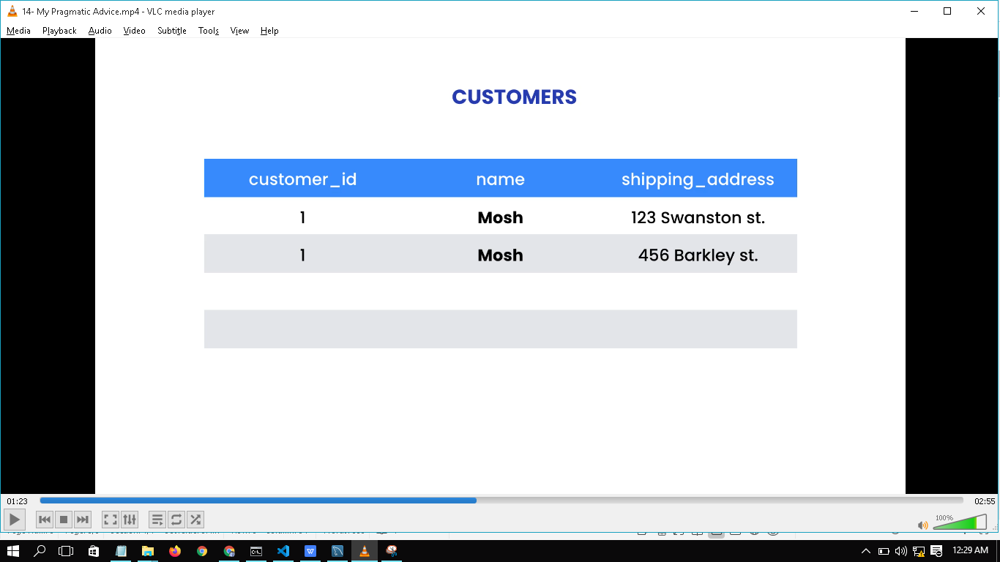 14- My Pragmatic Advice.mp4 - VLC media player
Media Playback Audio Video Subtitle Tools View Help
CUSTOMERS
customer_id name shipping_address
1 Mosh 123 Swanston st.
1 Mosh 456 Barkley st.
01:23 02:55
100%
12:29 AM